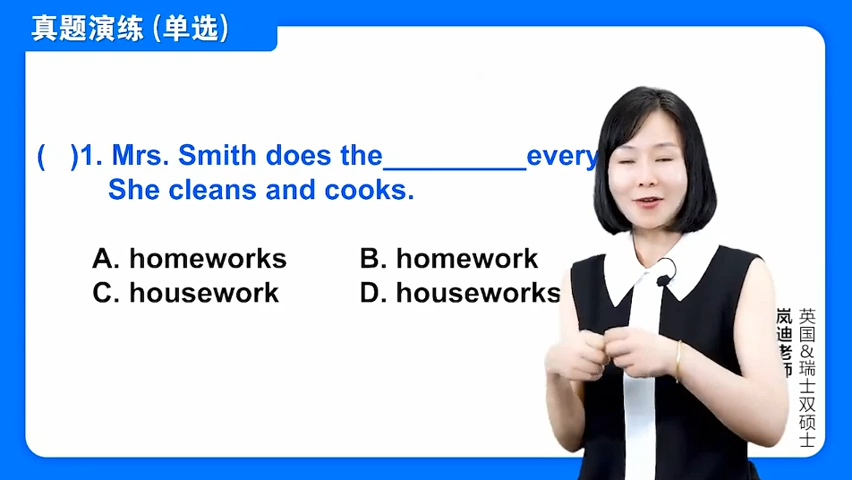 真题演练 (单选)
( )1. Mrs. Smith does the_________every
She cleans and cooks.
A. homeworks B. homework
C. housework D. houseworks
英国&瑞士双硕士
岚迪老师